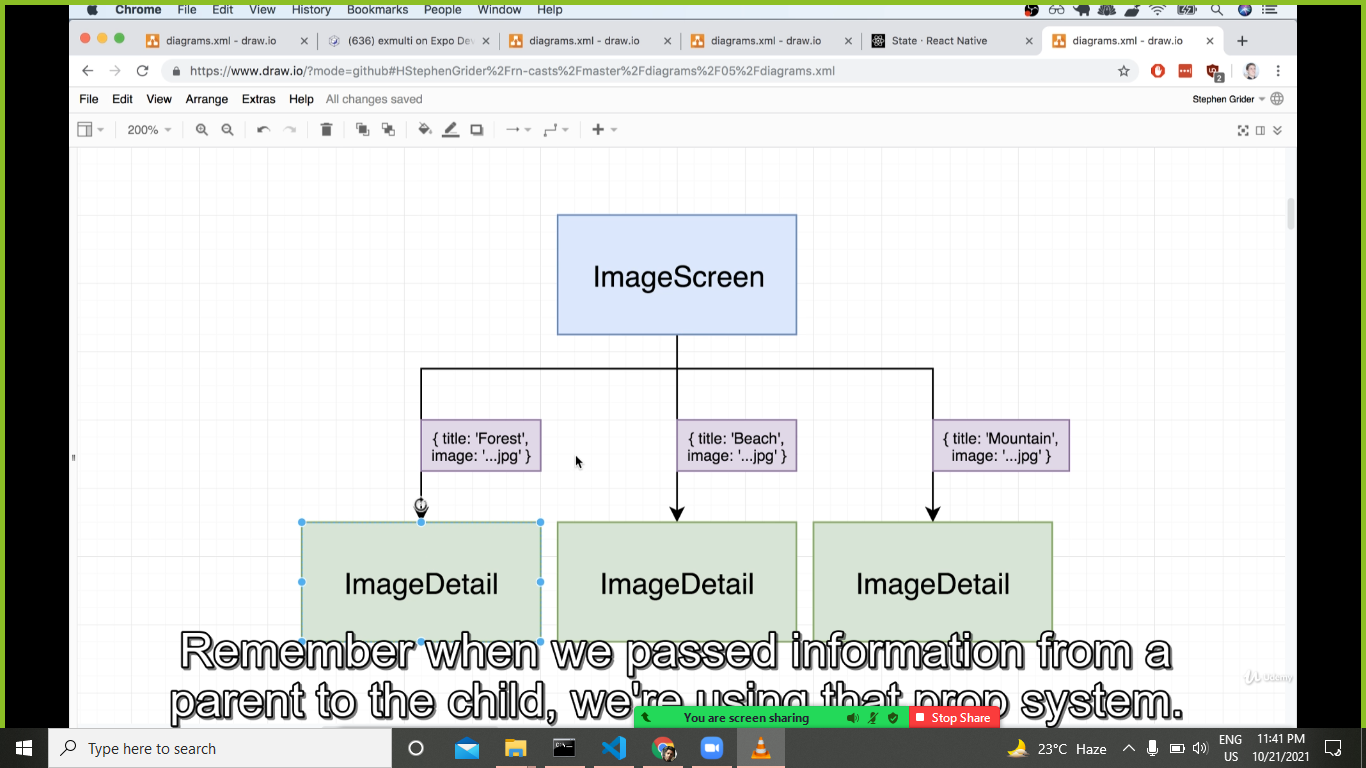 Chrome File Edit View History Bookmarks People Window Help
diagrams.xml - draw.io (636) exmulti on Expo Dev diagrams.xml - draw.io diagrams.xml - draw.io State · React Native diagrams.xml - draw.io
https://www.draw.io/?mode=github#HStephenGrider%2Frn-casts%2Fmaster%2Fdiagrams%2F05%2Fdiagrams.xml
2
File Edit View Arrange Extras Help All changes saved
Stephen Grider
200%
ImageScreen
{ title: 'Forest',
image: '...jpg' }
{ title: 'Beach',
image: '...jpg' }
{ title: 'Mountain',
image: '...jpg' }
ImageDetail ImageDetail ImageDetail
Remember when we passed information from a
parent to the child, we're using that prop system.
Udemy
You are screen sharing Stop Share
Type here to search
23°C Haze
ENG
US
11:41 PM
10/21/2021